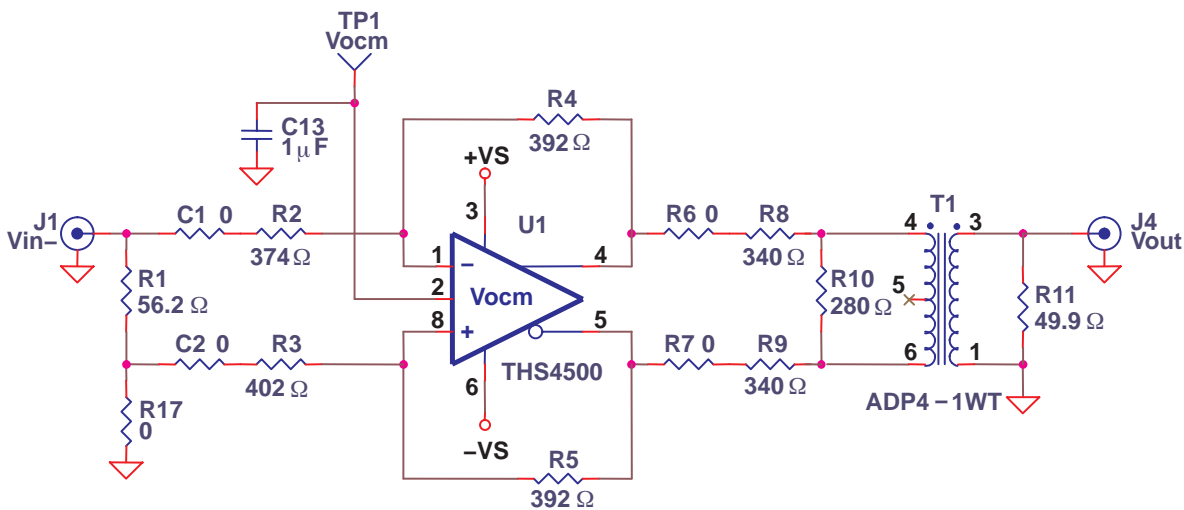 TP1
Vocm
C13
1 μF
R4
392 Ω
+VS
3
U1
J1
Vin–
C1 0
R2
374 Ω
1
–
2
Vocm
8
+
4
5
6
–VS
THS4500
R1
56.2 Ω
C2 0
R3
402 Ω
R17
0
R5
392 Ω
R6 0
R8
340 Ω
R10
280 Ω
R7 0
R9
340 Ω
T1
4
3
5
6
1
ADP4 –1WT
R11
49.9 Ω
J4
Vout